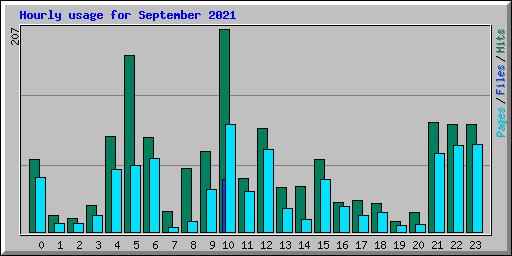 Hourly usage for September 2021
207
Pages / Files / Hits
0 1 2 3 4 5 6 7 8 9 10 11 12 13 14 15 16 17 18 19 20 21 22 23